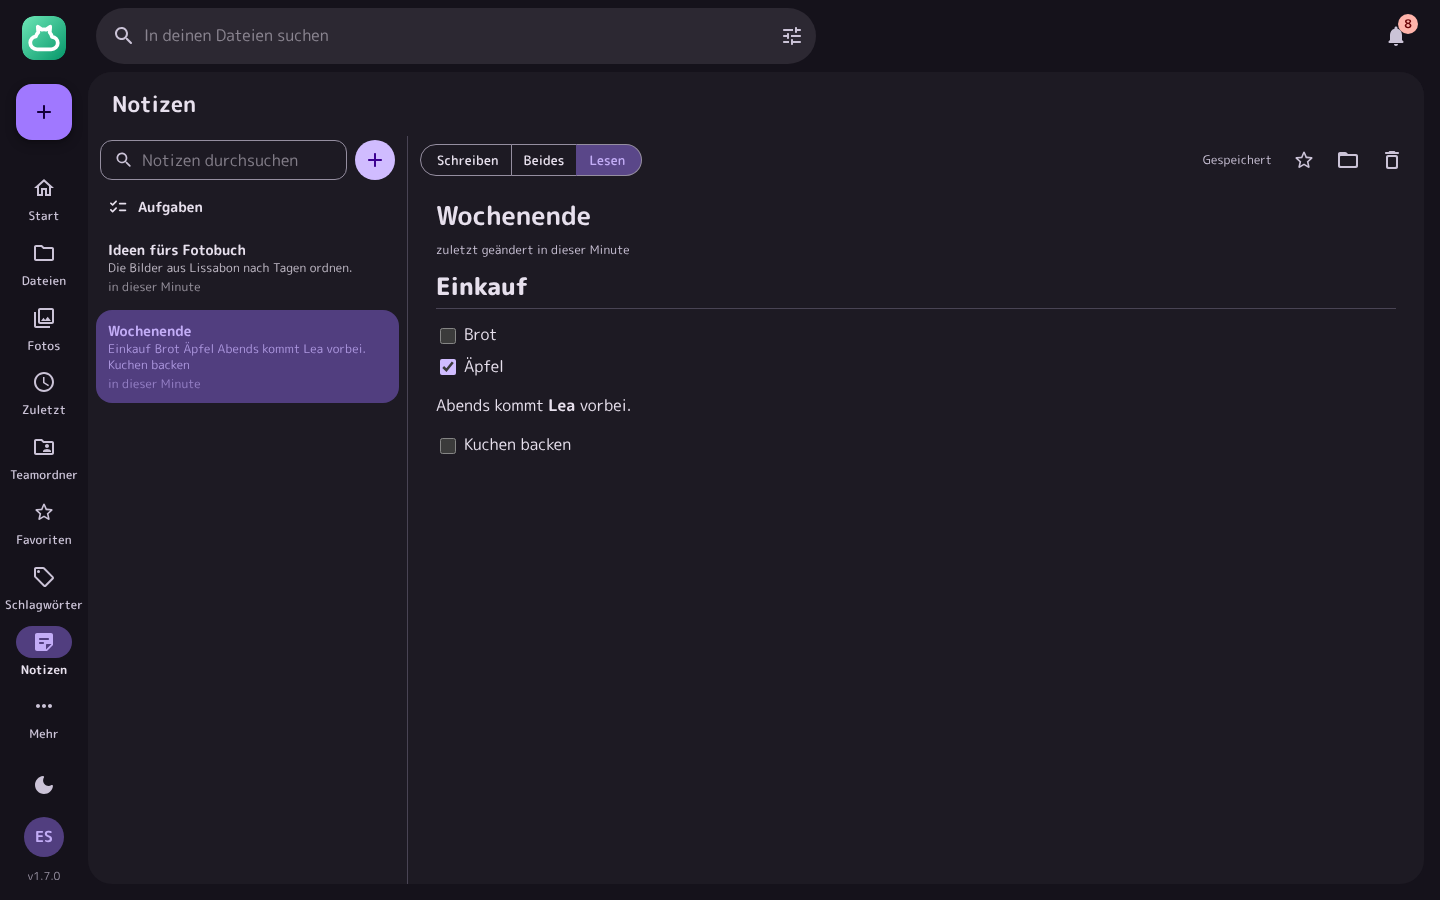 In deinen Dateien suchen
8
Notizen
Notizen durchsuchen
Aufgaben
Ideen fürs Fotobuch
Die Bilder aus Lissabon nach Tagen ordnen.
in dieser Minute
Wochenende
Einkauf Brot Äpfel Abends kommt Lea vorbei.
Kuchen backen
in dieser Minute
Schreiben
Beides
Lesen
Gespeichert
Wochenende
zuletzt geändert in dieser Minute
Einkauf
Brot
Äpfel
Abends kommt Lea vorbei.
Kuchen backen
Start
Dateien
Fotos
Zuletzt
Teamordner
Favoriten
Schlagwörter
Notizen
Mehr
ES
v1.7.0